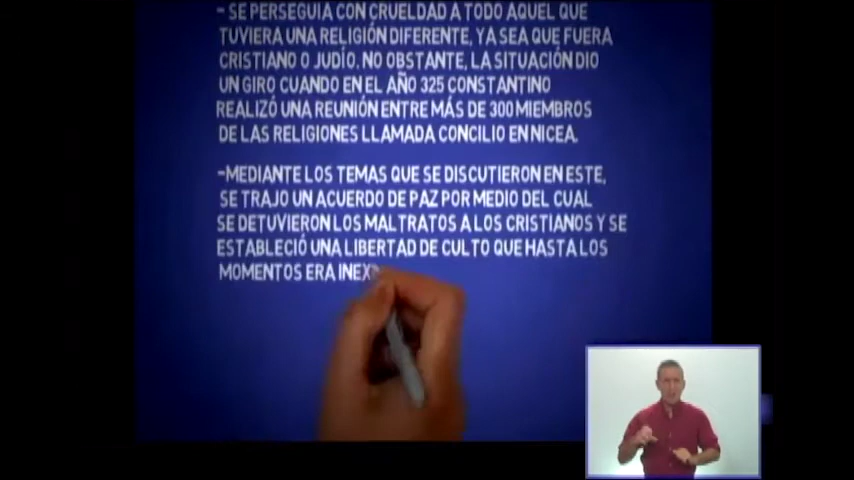 - SE PERSEGUÍA CON CRUELDAD A TODO AQUEL QUE
TUVIERA UNA RELIGIÓN DIFERENTE, YA SEA QUE FUERA
CRISTIANO O JUDÍO. NO OBSTANTE, LA SITUACIÓN DIO
UN GIRO CUANDO EN EL AÑO 325 CONSTANTINO
REALIZÓ UNA REUNIÓN ENTRE MÁS DE 300 MIEMBROS
DE LAS RELIGIONES LLAMADA CONCILIO EN NICEA.
-MEDIANTE LOS TEMAS QUE SE DISCUTIERON EN ESTE,
SE TRAJO UN ACUERDO DE PAZ POR MEDIO DEL CUAL
SE DETUVIERON LOS MALTRATOS A LOS CRISTIANOS Y SE
ESTABLECIÓ UNA LIBERTAD DE CULTO QUE HASTA LOS
MOMENTOS ERA INEX